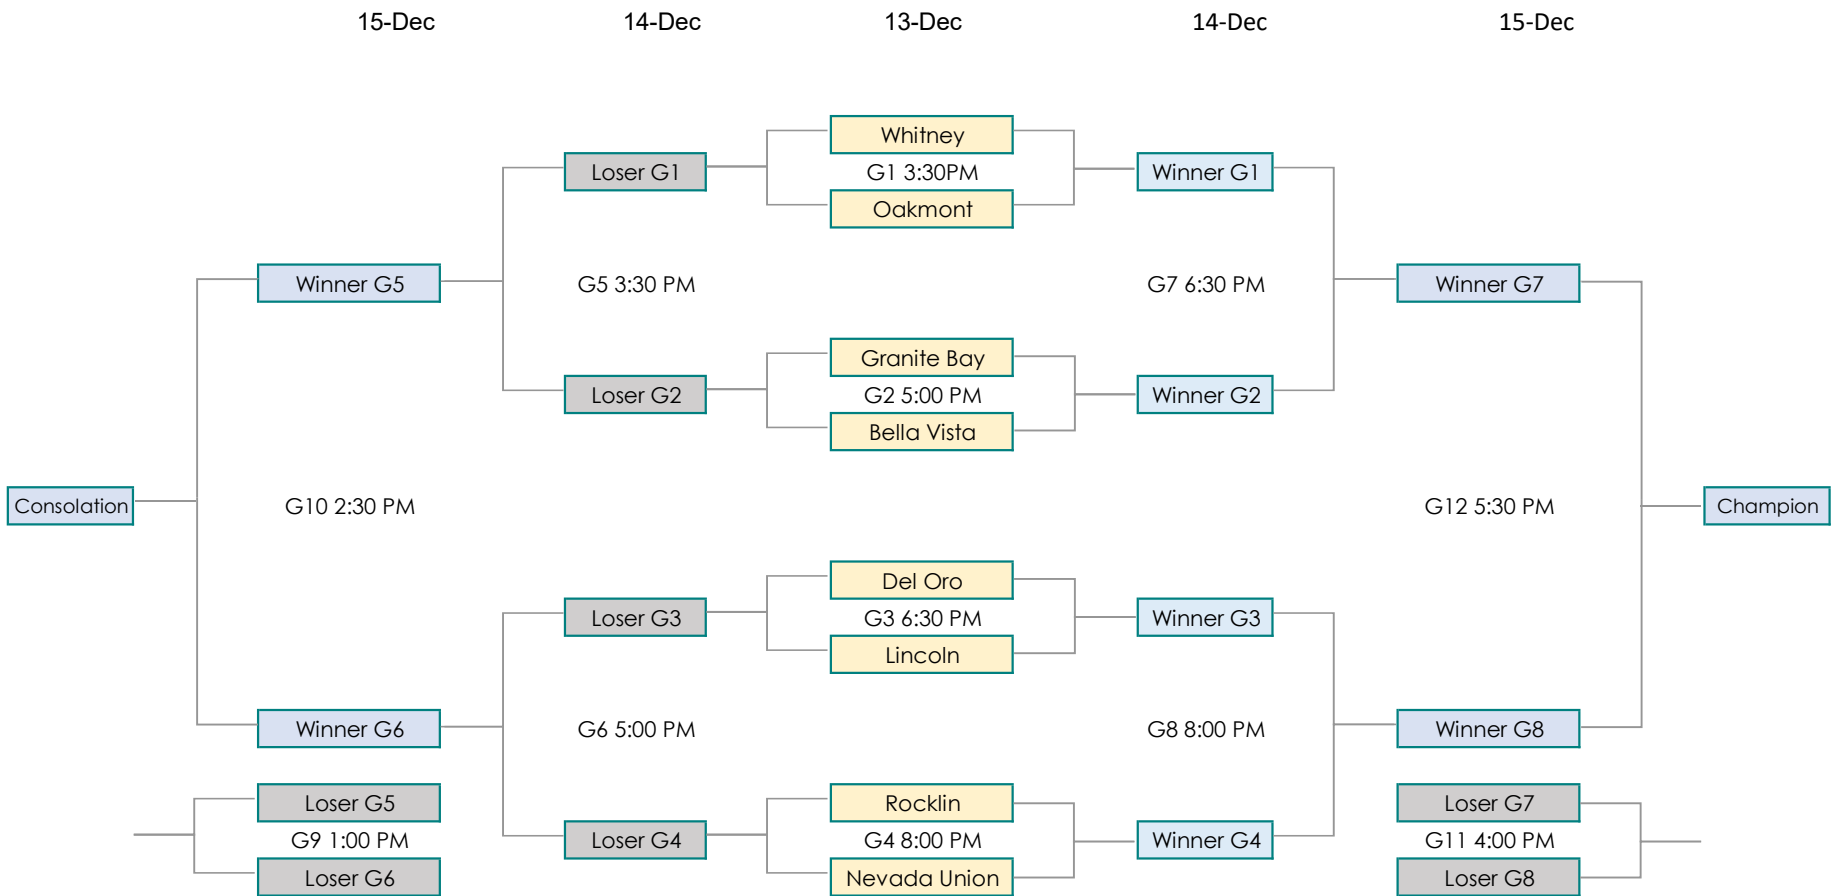 15-Dec 14-Dec 13-Dec 14-Dec 15-Dec
Whitney
Loser G1 G1 3:30PM Winner G1
Oakmont
Winner G5 G5 3:30 PM G7 6:30 PM Winner G7
Granite Bay
Loser G2 G2 5:00 PM Winner G2
Bella Vista
Consolation G10 2:30 PM G12 5:30 PM Champion
Del Oro
Loser G3 G3 6:30 PM Winner G3
Lincoln
Winner G6 G6 5:00 PM G8 8:00 PM Winner G8
Loser G5 Rocklin Loser G7
G9 1:00 PM Loser G4 G4 8:00 PM Winner G4 G11 4:00 PM
Loser G6 Nevada Union Loser G8